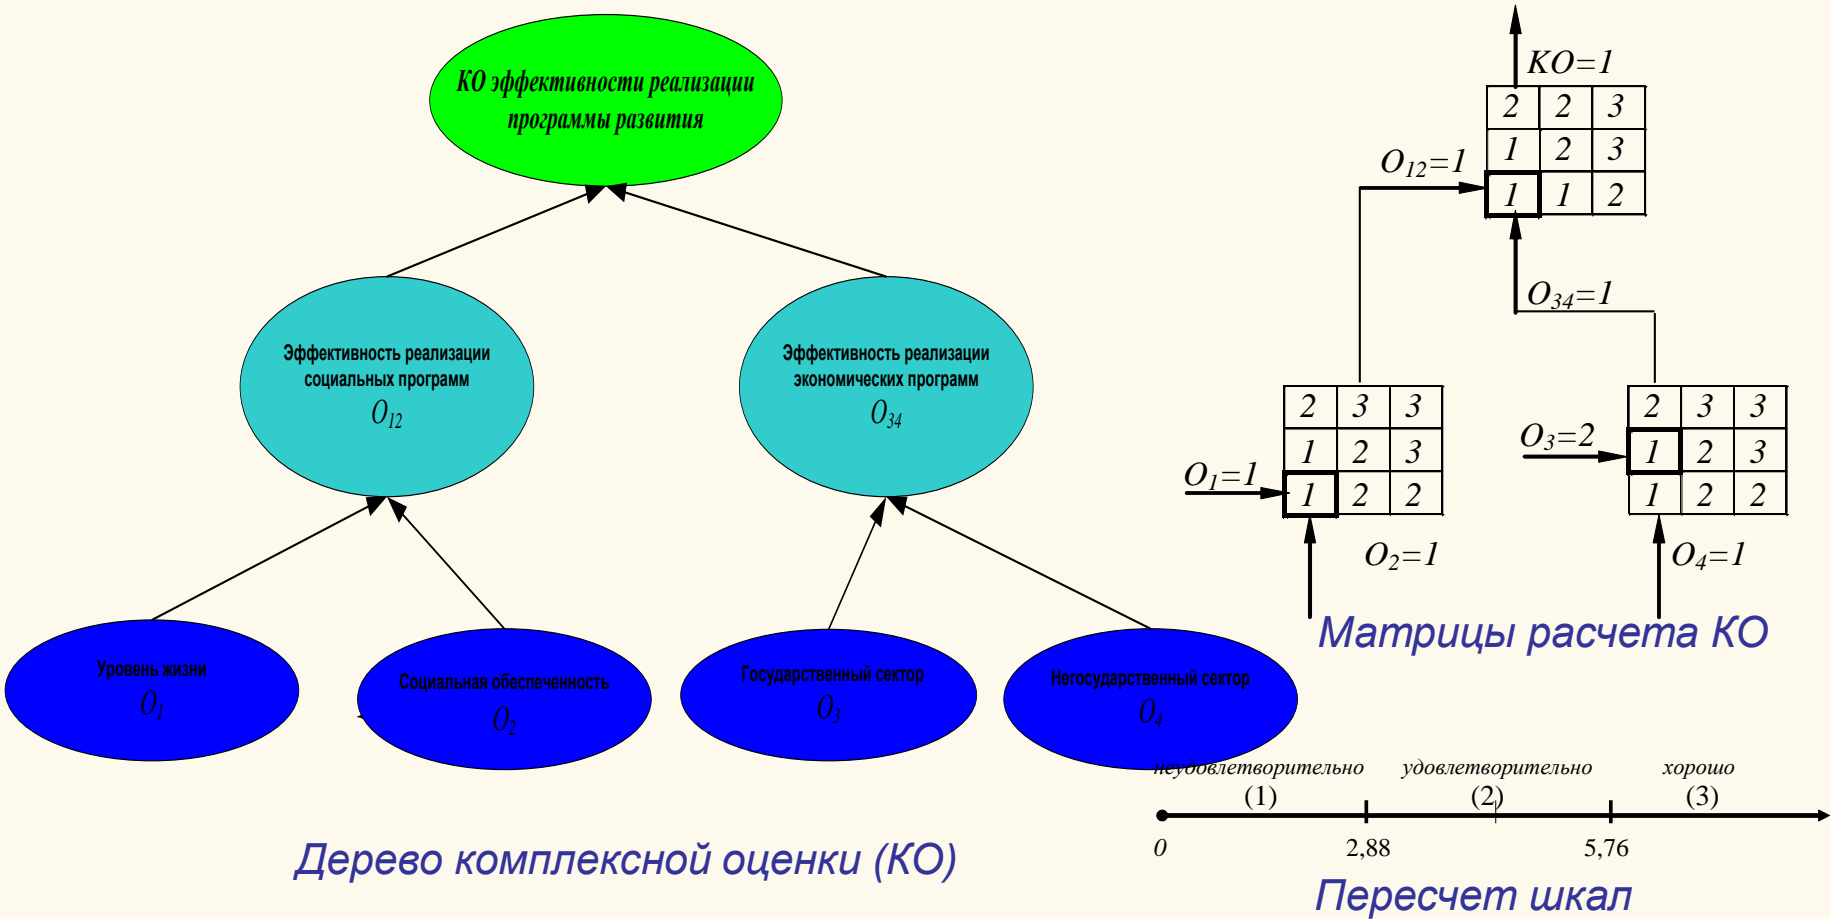 КО эффективности реализации
программы развития
Эффективность реализации
социальных программ
O12
Эффективность реализации
экономических программ
O34
Уровень жизни
O1
Социальная обеспеченность
O2
Государственный сектор
O3
Негосударственный сектор
O4
Дерево комплексной оценки (КО)
КО=1
2 2 3
1 2 3
1 1 2
O12=1
O34=1
2 3 3
1 2 3
1 2 2
O1=1
O2=1
2 3 3
1 2 3
1 2 2
O3=2
O4=1
Матрицы расчета КО
неудовлетворительно удовлетворительно хорошо
(1) (2) (3)
0 2,88 5,76
Пересчет шкал